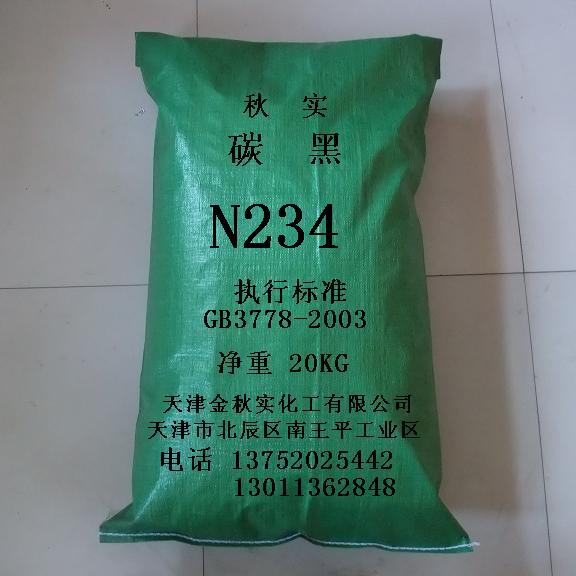 秋 实
碳 黑
N234
执行标准
GB3778-2003
净重 20KG
天津金秋实化工有限公司
天津市北辰区南王平工业区
电话 13752025442
13011362848